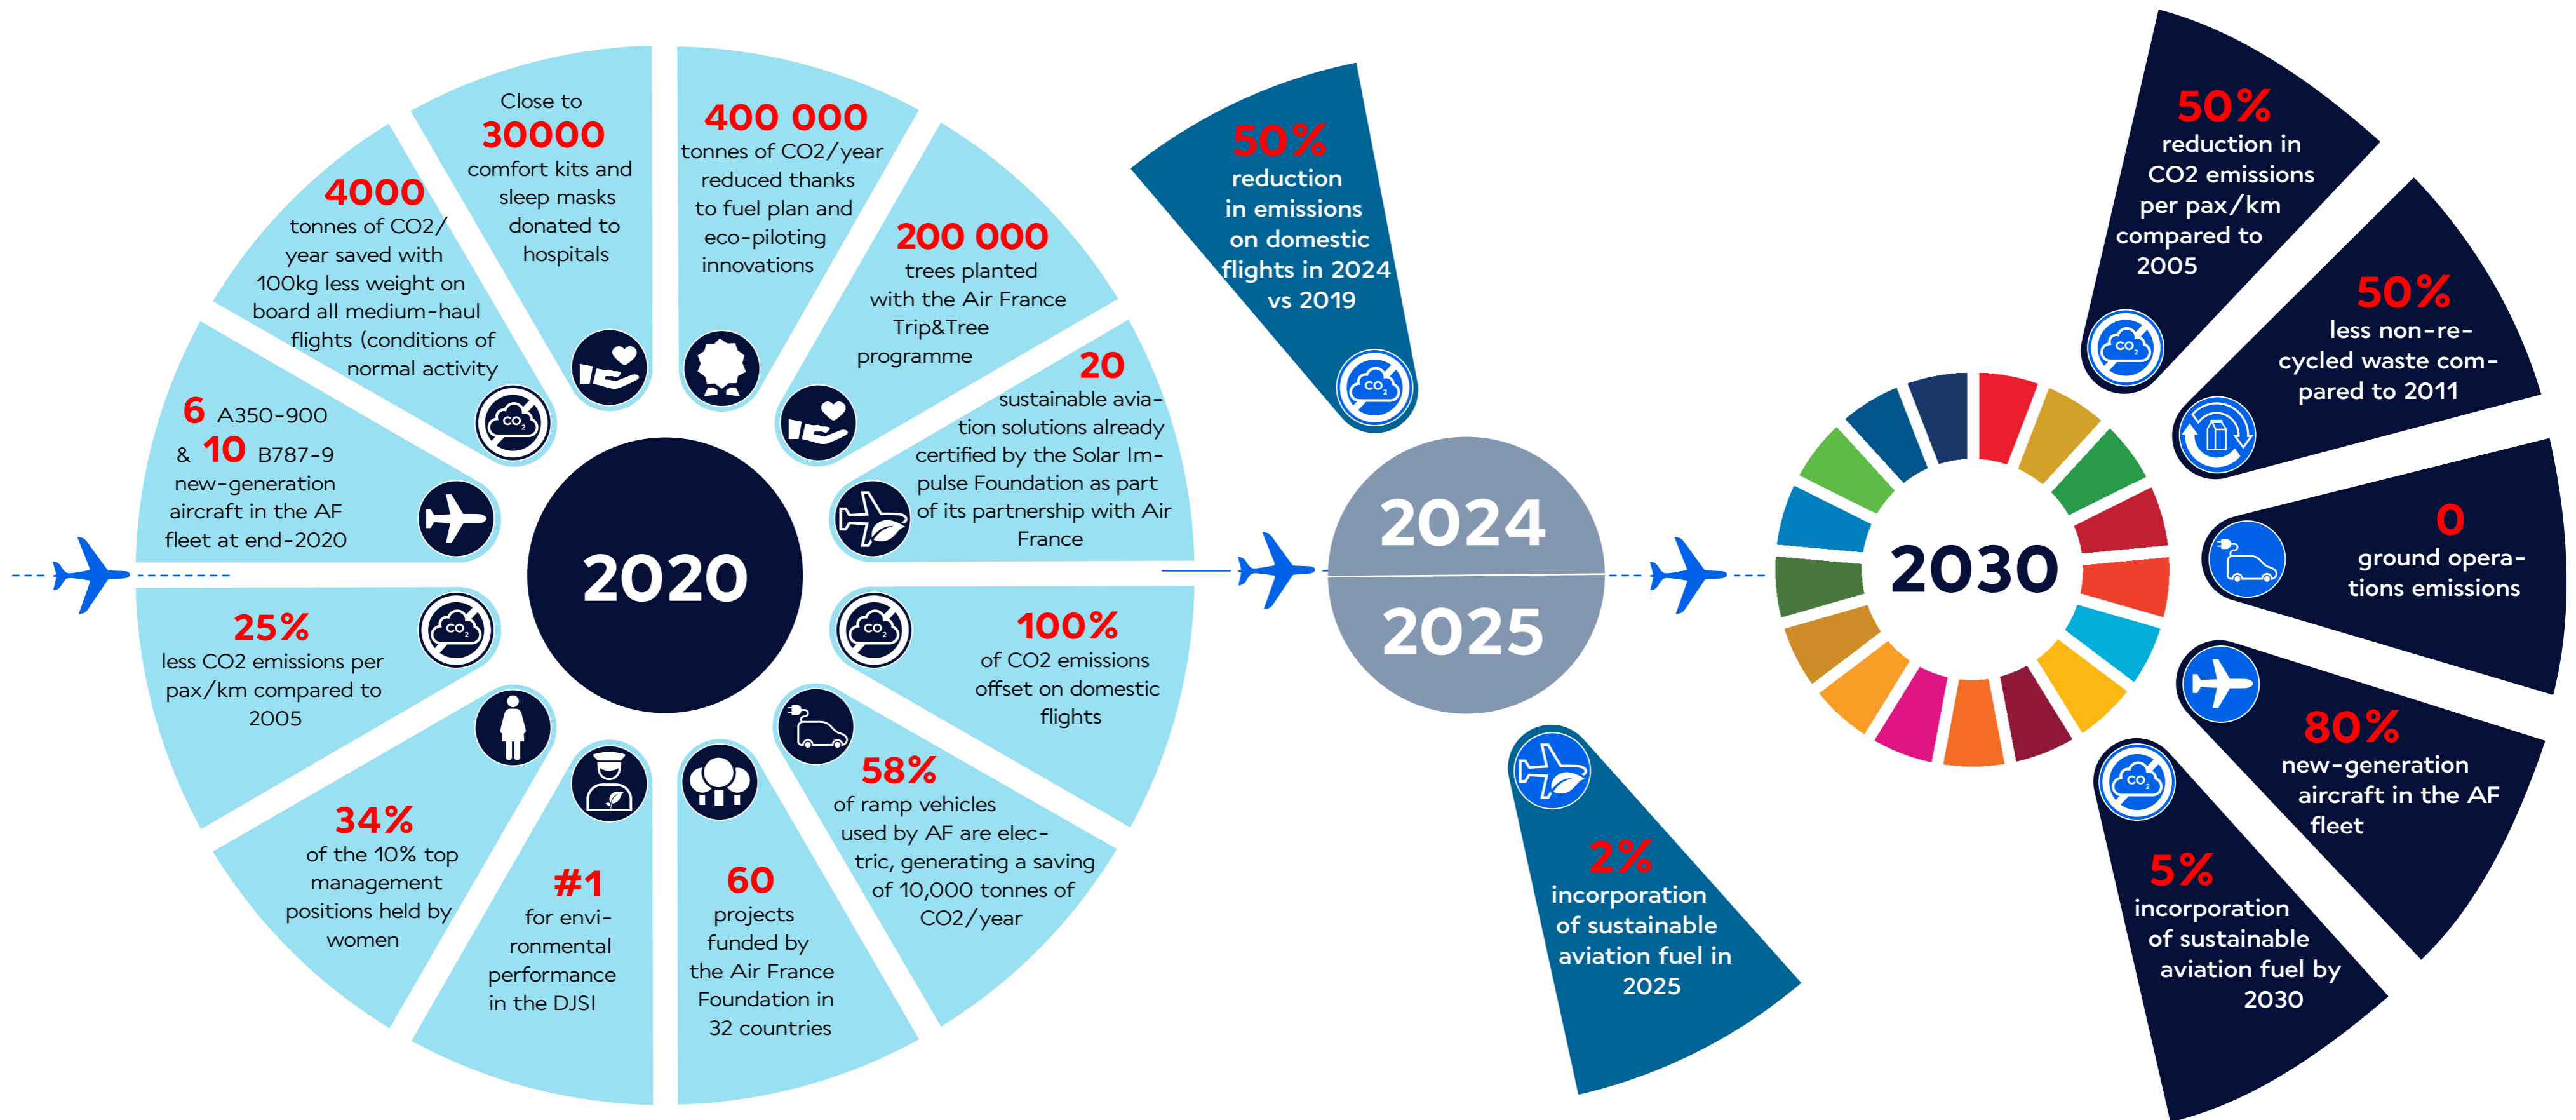 Close to
30000
comfort kits and
sleep masks
donated to
hospitals
400 000
tonnes of CO2/year
reduced thanks
to fuel plan and
eco-piloting
innovations
200 000
trees planted
with the Air France
Trip&Tree
programme
20
sustainable avia-
tion solutions already
certified by the Solar Im-
pulse Foundation as part
of its partnership with Air
France
100%
of CO2 emissions
offset on domestic
flights
58%
of ramp vehicles
used by AF are elec-
tric, generating a saving
of 10,000 tonnes of
CO2/year
60
projects
funded by
the Air France
Foundation in
32 countries
#1
for envi-
ronmental
performance
in the DJSI
34%
of the 10% top
management
positions held by
women
25%
less CO2 emissions per
pax/km compared to
2005
6 A350-900
& 10 B787-9
new-generation
aircraft in the AF
fleet at end-2020
4000
tonnes of CO2/
year saved with
100kg less weight on
board all medium-haul
flights (conditions of
normal activity
CO2
CO2
CO2
2020
50%
reduction
in emissions
on domestic
flights in 2024
vs 2019
CO2
2024
2025
2%
incorporation
of sustainable
aviation fuel in
2025
2030
50%
reduction in
CO2 emissions
per pax/km
compared to
2005
CO2
50%
less non-re-
cycled waste com-
pared to 2011
0
ground opera-
tions emissions
80%
new-generation
aircraft in the AF
fleet
CO2
5%
incorporation
of sustainable
aviation fuel by
2030